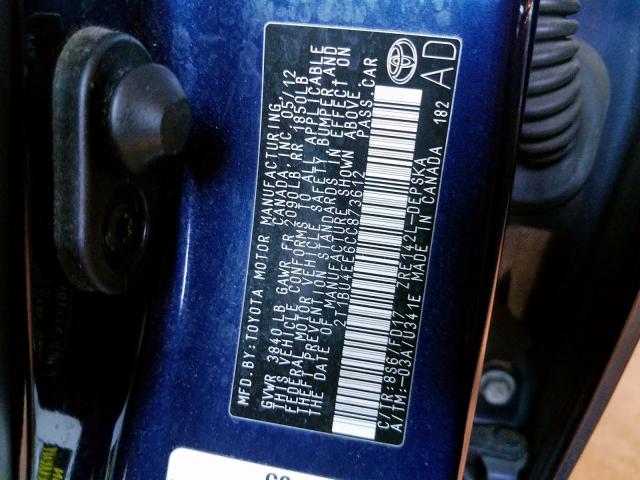 MFD.BY:TOYOTA MOTOR MANUFACTURING
CANADA,INC. 05/12
GVWR 3840 LB GAWR FR 2090LB RR 1850LB
THIS VEHICLE CONFORMS TO ALL APPLICABLE
FEDERAL MOTOR VEHICLE SAFETY, BUMPER AND
THEFT PREVENTION STANDARDS IN EFFECT ON
THE DATE OF MANUFACTURE SHOWN ABOVE.
2T1BU4EE6CC873612 PASS.CAR
C/TR:8S6/FD17 ZRE142L-DEPSKA
A/TM:-03A/U341E MADE IN CANADA 182
AD